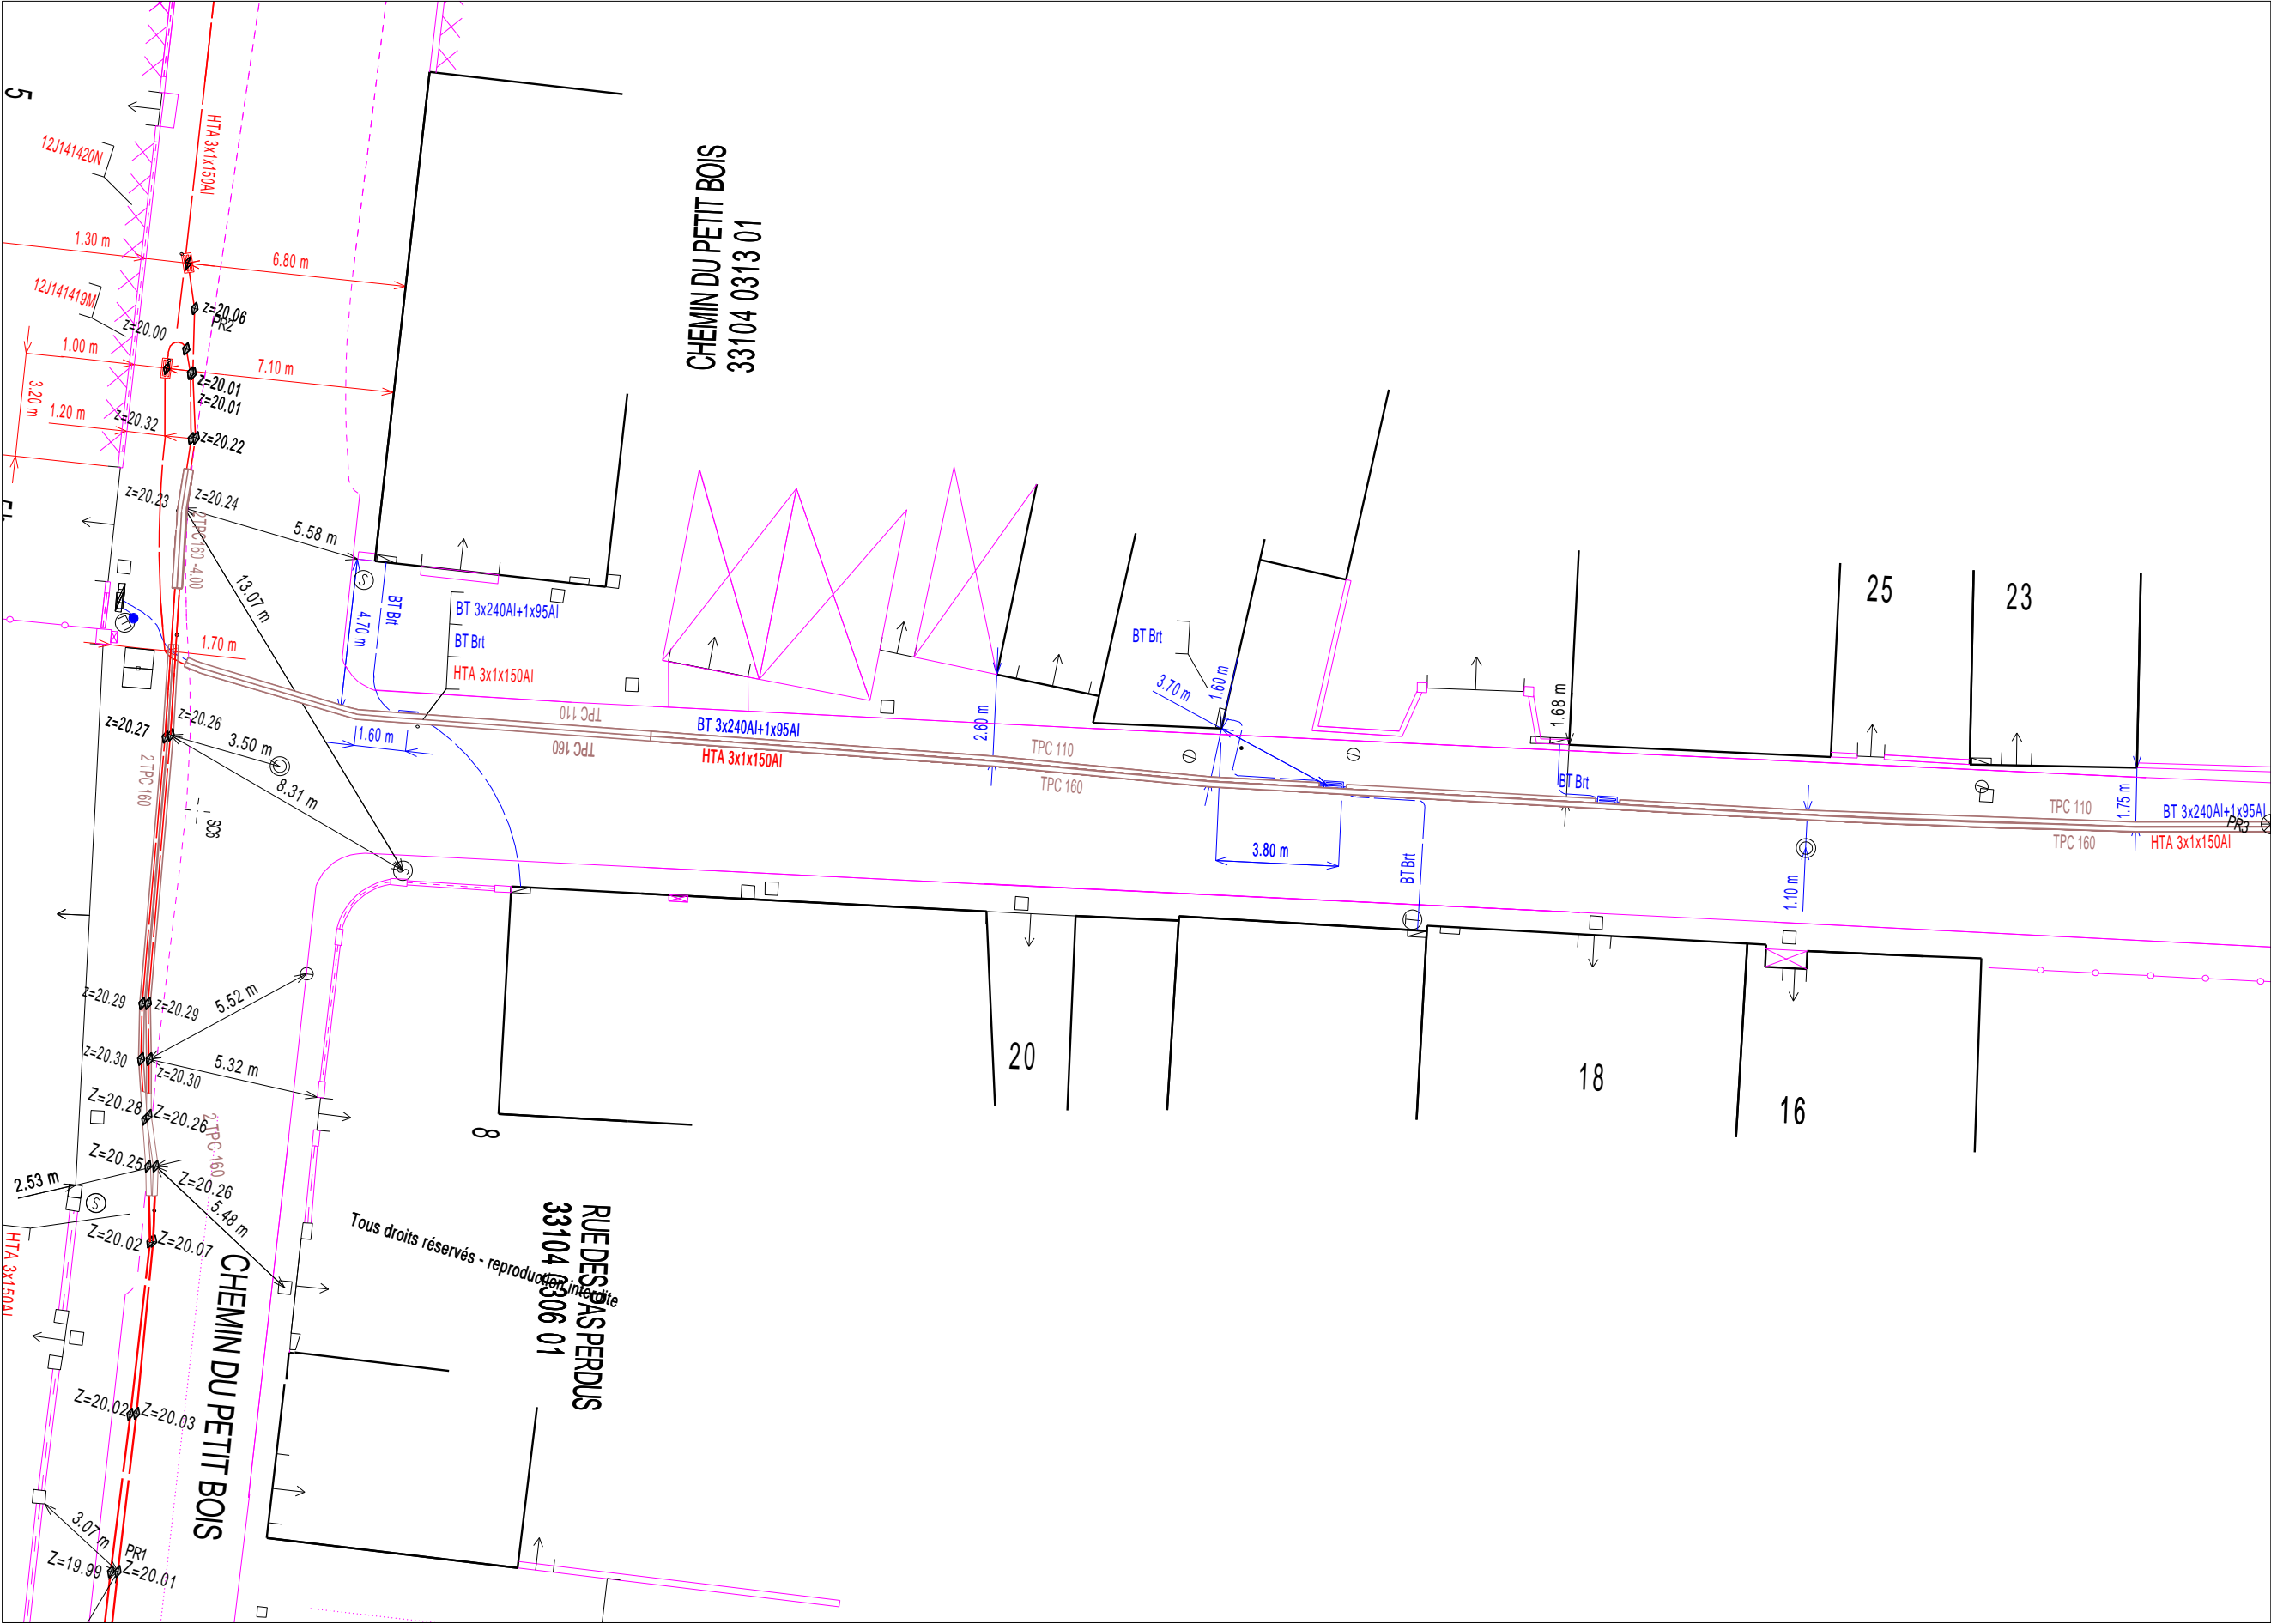 5
12J141420N
HTA 3x1x150Al
1.30 m
6.80 m
CHEMIN DU PETIT BOIS
33104 0313 01
12J141419M
z=20.06
PR2
z=20.00
1.00 m
7.10 m
z=20.01
z=20.01
3.20 m
1.20 m
z=20.32
z=20.22
z=20.23
z=20.24
2 TPC 160 -4.00
5.58 m
13.07 m
S
4.70 m
BT Brt
BT 3x240Al+1x95Al
BT Brt
HTA 3x1x150Al
1.70 m
z=20.27
z=20.26
3.50 m
8.31 m
2 TPC 160
1.60 m
TPC 110
TPC 160
BT 3x240Al+1x95Al
HTA 3x1x150Al
2.60 m
TPC 110
TPC 160
BT Brt
3.70 m
1.60 m
3.80 m
BT Brt
1.68 m
BT Brt
25
23
1.10 m
1.75 m
TPC 110
TPC 160
BT 3x240Al+1x95Al
PR3
HTA 3x1x150Al
z=20.29
z=20.29
5.52 m
z=20.30
z=20.30
5.32 m
Z=20.28
Z=20.26
2 TPC 160
Z=20.25
Z=20.26
2.53 m
S
5.48 m
Z=20.02
Z=20.07
HTA 3x150Al
8
20
18
16
RUE DES PAS PERDUS
33104 0306 01
Tous droits réservés - reproduction interdite
CHEMIN DU PETIT BOIS
Z=20.02
Z=20.03
3.07 m
PR1
Z=19.99
Z=20.01